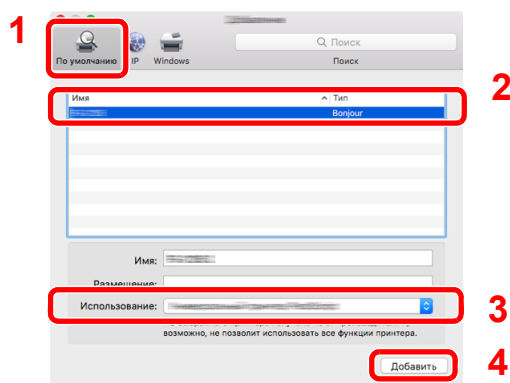 1
По умолчанию IP Windows
Поиск
Поиск
2
Имя Тип
Bonjour
Имя:
Размещение:
Использование:
3
возможно, не позволит использовать все функции принтера.
Добавить
4